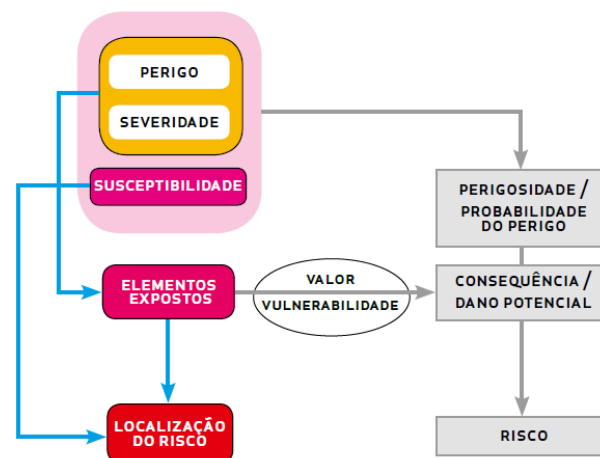 PERIGO
SEVERIDADE
SUSCEPTIBILIDADE
PERIGOSIDADE /
PROBABILIDADE
DO PERIGO
ELEMENTOS
EXPOSTOS
VALOR
VULNERABILIDADE
CONSEQUÊNCIA /
DANO POTENCIAL
LOCALIZAÇÃO
DO RISCO
RISCO